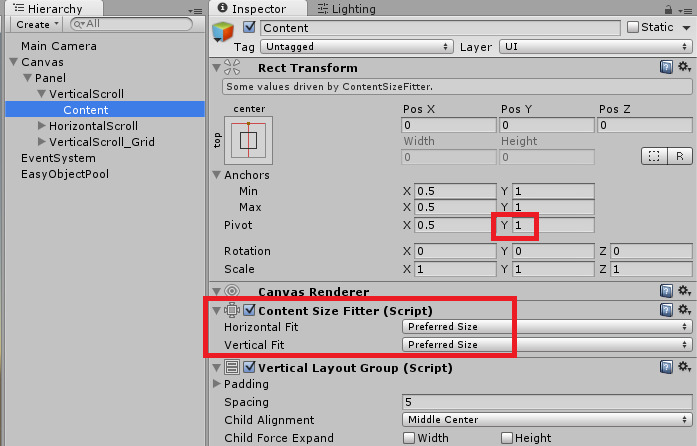 Hierarchy
Create
All
Main Camera
Canvas
Panel
VerticalScroll
Content
HorizontalScroll
VerticalScroll_Grid
EventSystem
EasyObjectPool
Inspector
Lighting
Content
Static
Tag Untagged Layer UI
Rect Transform
Some values driven by ContentSizeFitter.
center
top
Pos X Pos Y Pos Z
0 0 0
Width Height
0 0
R
Anchors
Min X 0.5 Y 1
Max X 0.5 Y 1
Pivot X 0.5 Y 1
Rotation X 0 Y 0 Z 0
Scale X 1 Y 1 Z 1
Canvas Renderer
Content Size Fitter (Script)
Horizontal Fit Preferred Size
Vertical Fit Preferred Size
Vertical Layout Group (Script)
Padding
Spacing 5
Child Alignment Middle Center
Child Force Expand Width Height